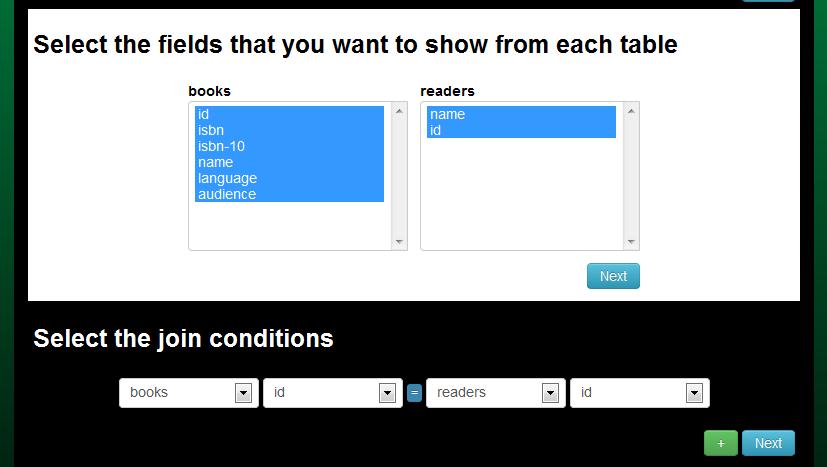 Select the fields that you want to show from each table
books readers
id
isbn
isbn-10
name
language
audience
name
id
Next
Select the join conditions
books id = readers id
+ Next